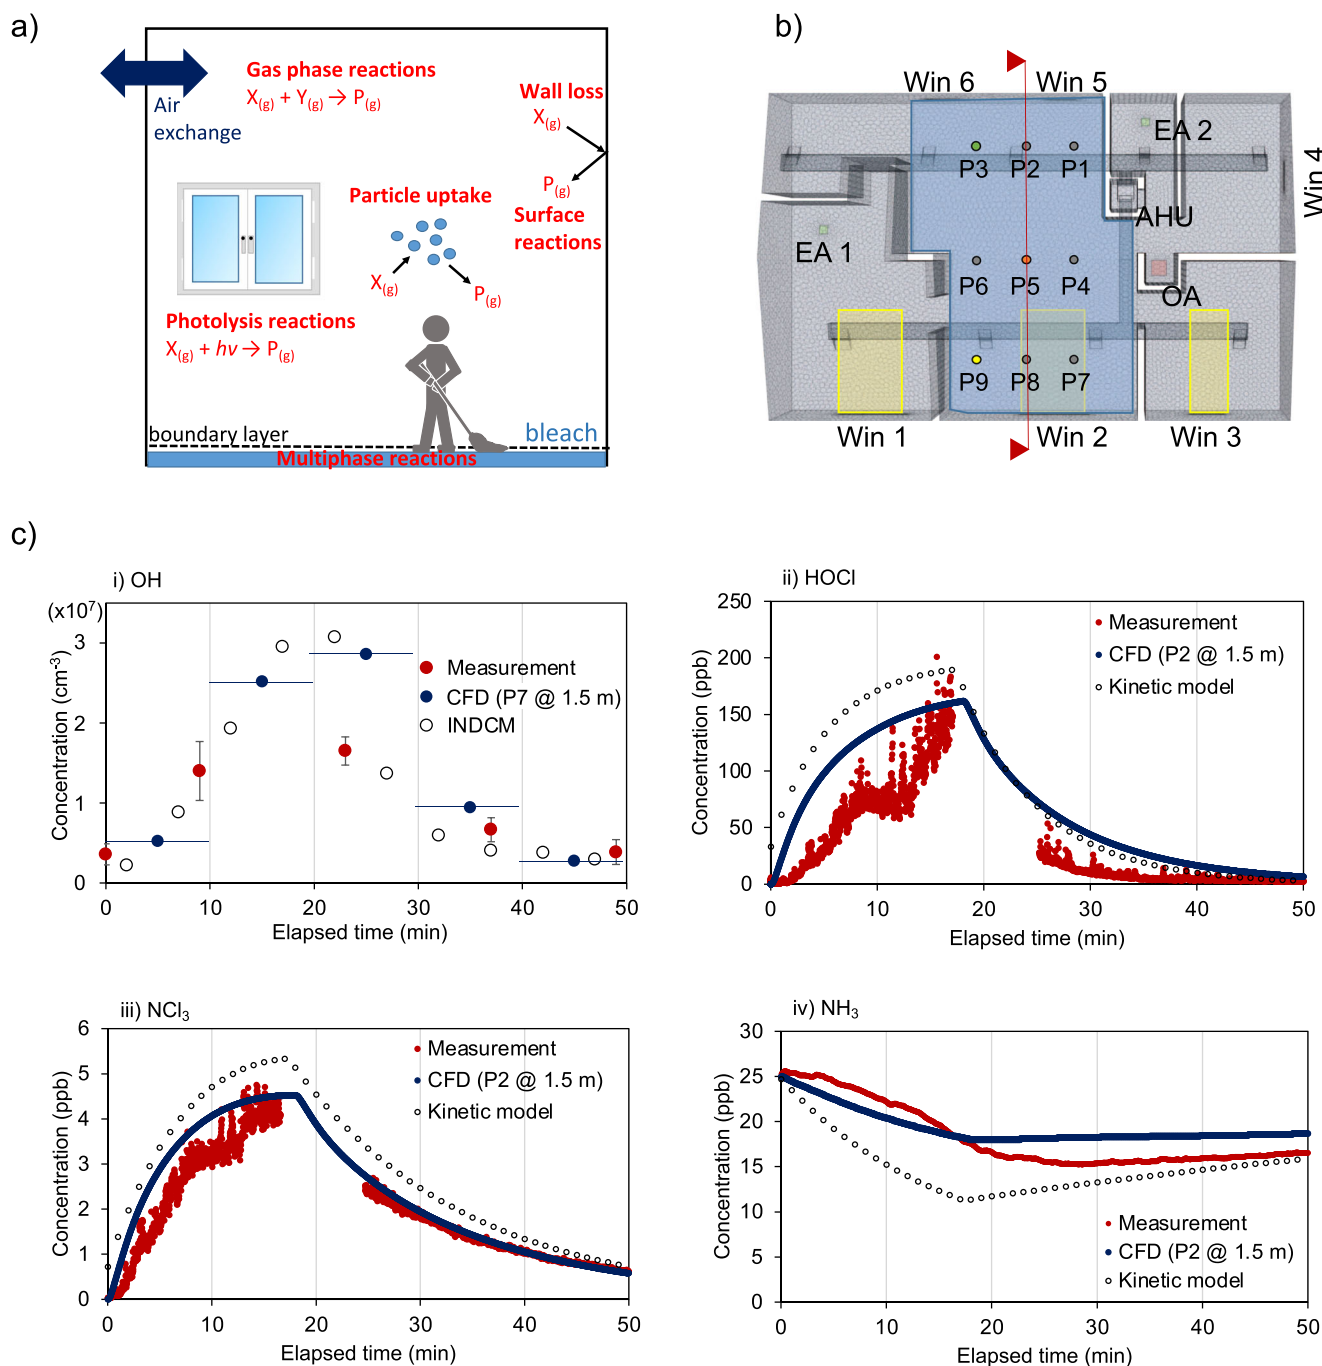 a)
Gas phase reactions
X(g) + Y(g) → P(g)
Air
exchange
Wall loss
X(g)
P(g)
Surface
reactions
Particle uptake
X(g)
P(g)
Photolysis reactions
X(g) + hv → P(g)
boundary layer
bleach
Multiphase reactions
b)
Win 6
Win 5
EA 2
P3
P2
P1
Win 4
AHU
EA 1
P6
P5
P4
OA
P9
P8
P7
Win 1
Win 2
Win 3
c)
i) OH
(x10⁷)
3
2
1
0
Concentration (cm⁻³)
Measurement
CFD (P7 @ 1.5 m)
INDCM
0 10 20 30 40 50
Elapsed time (min)
ii) HOCl
250
200
150
100
50
0
Concentration (ppb)
Measurement
CFD (P2 @ 1.5 m)
Kinetic model
0 10 20 30 40 50
Elapsed time (min)
iii) NCl₃
6
5
4
3
2
1
0
Concentration (ppb)
Measurement
CFD (P2 @ 1.5 m)
Kinetic model
0 10 20 30 40 50
Elapsed time (min)
iv) NH₃
30
25
20
15
10
5
0
Concentration (ppb)
Measurement
CFD (P2 @ 1.5 m)
Kinetic model
0 10 20 30 40 50
Elapsed time (min)